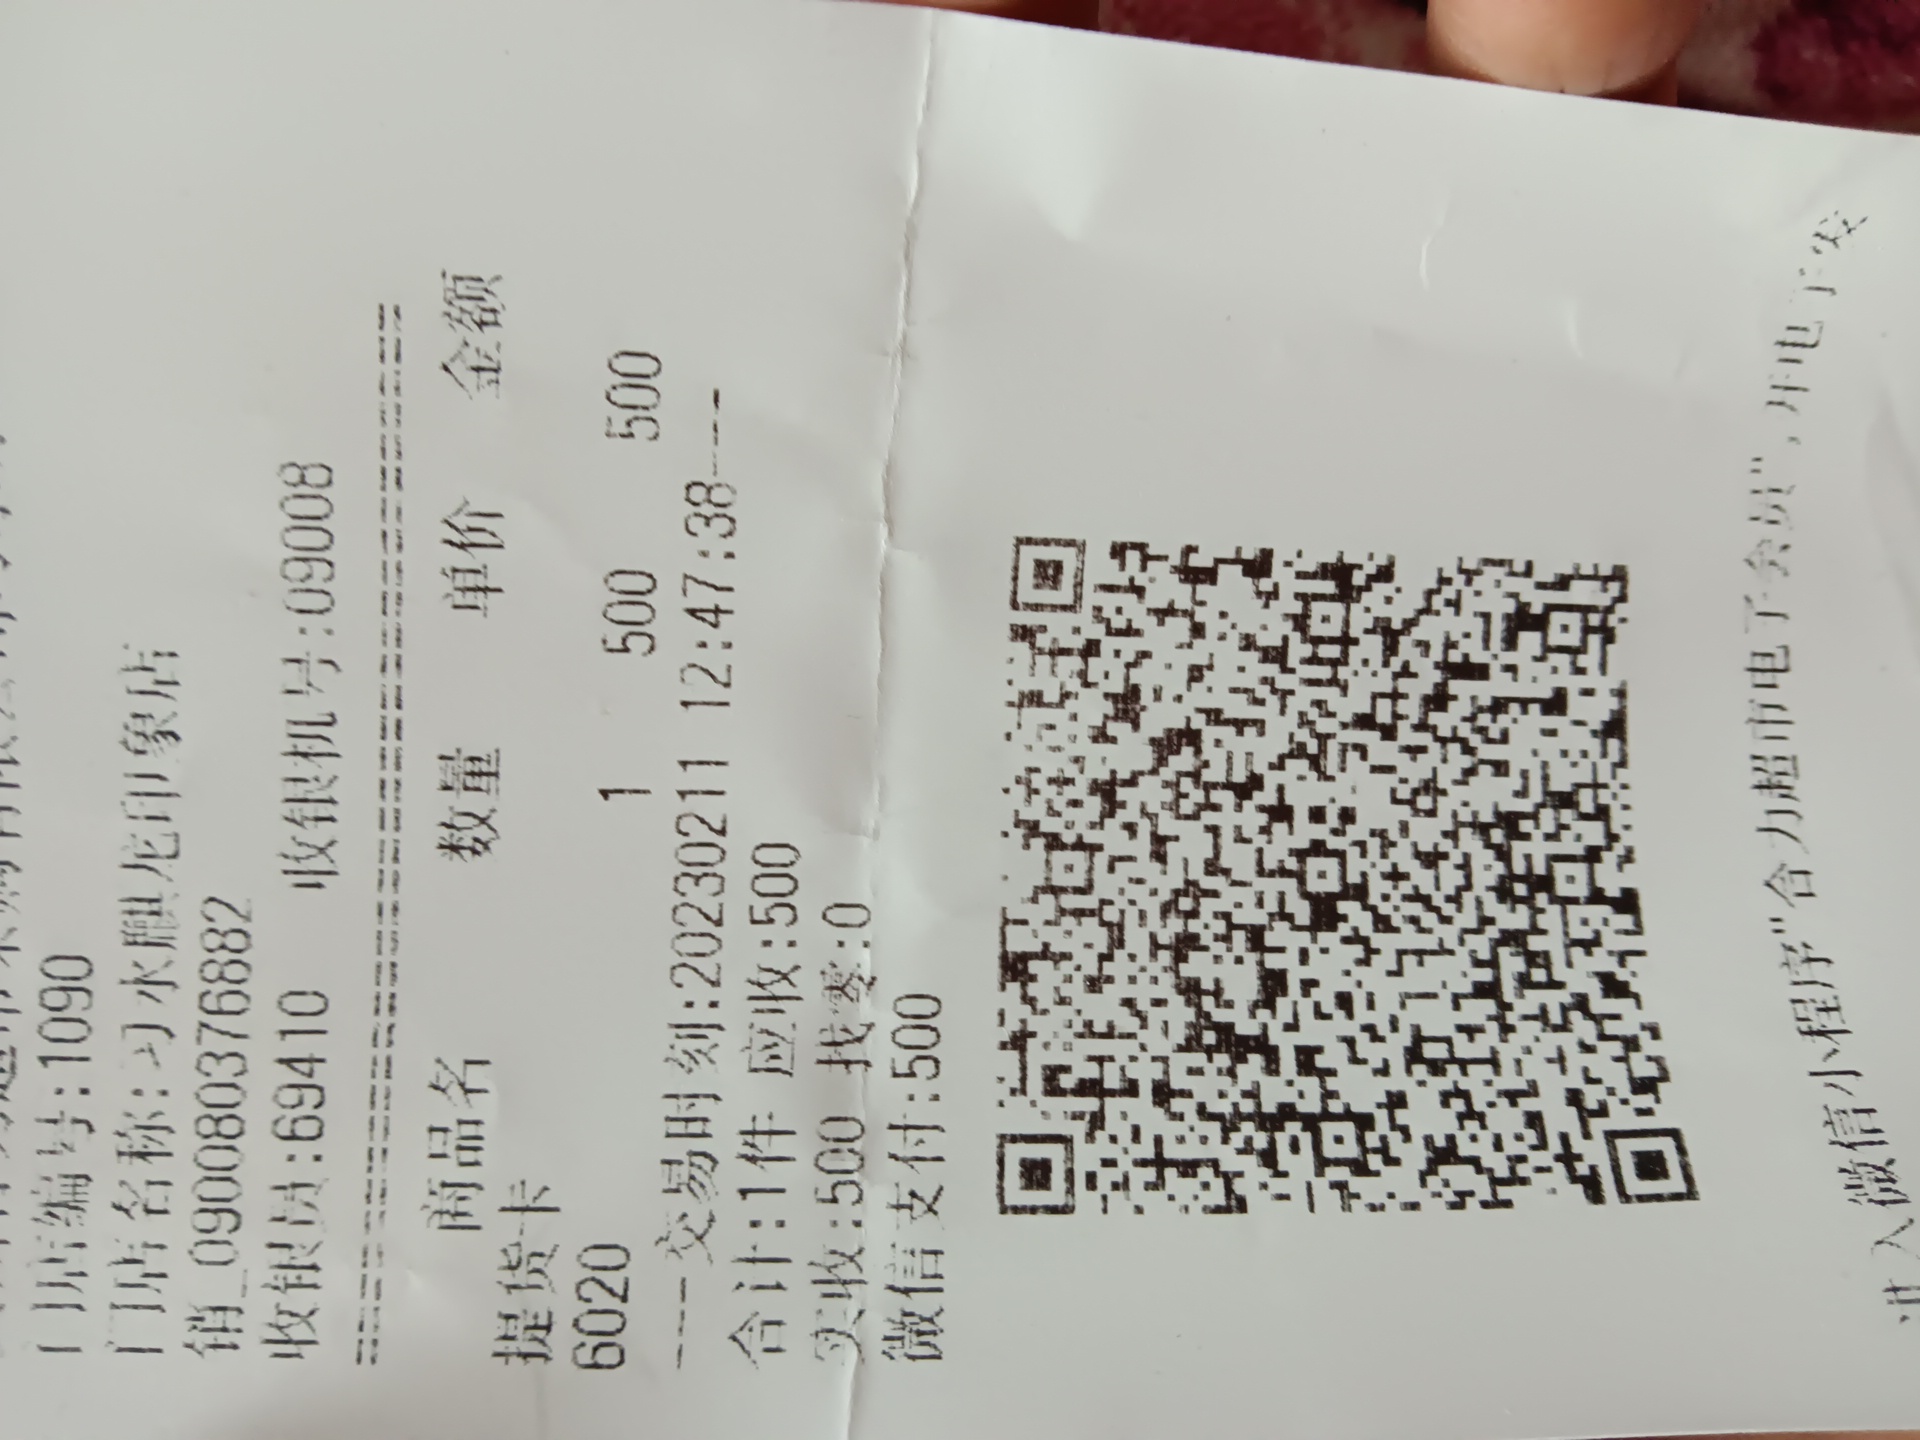 门店编号:1090
门店名称:习水麒龙印象店
销_090080376882
收银员:69410 收银机号:09008
================================
商品名 数量 单价 金额
提货卡
6020 1 500 500
---交易时刻:20230211 12:47:38----
合计:1件 应收:500
实收:500 找零:0
微信支付:500
进入微信小程序"合力超市电子会员",开电子发